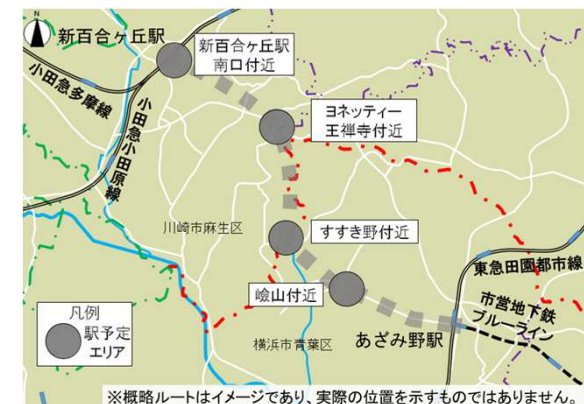 N
新百合ヶ丘駅
新百合ヶ丘駅
南口付近
小田急多摩線
小田急小田原線
ヨネッティー
王禅寺付近
川崎市麻生区
すすき野付近
嶮山付近
東急田園都市線
市営地下鉄
ブルーライン
あざみ野駅
横浜市青葉区
凡例
駅予定
エリア
※概略ルートはイメージであり、実際の位置を示すものではありません。